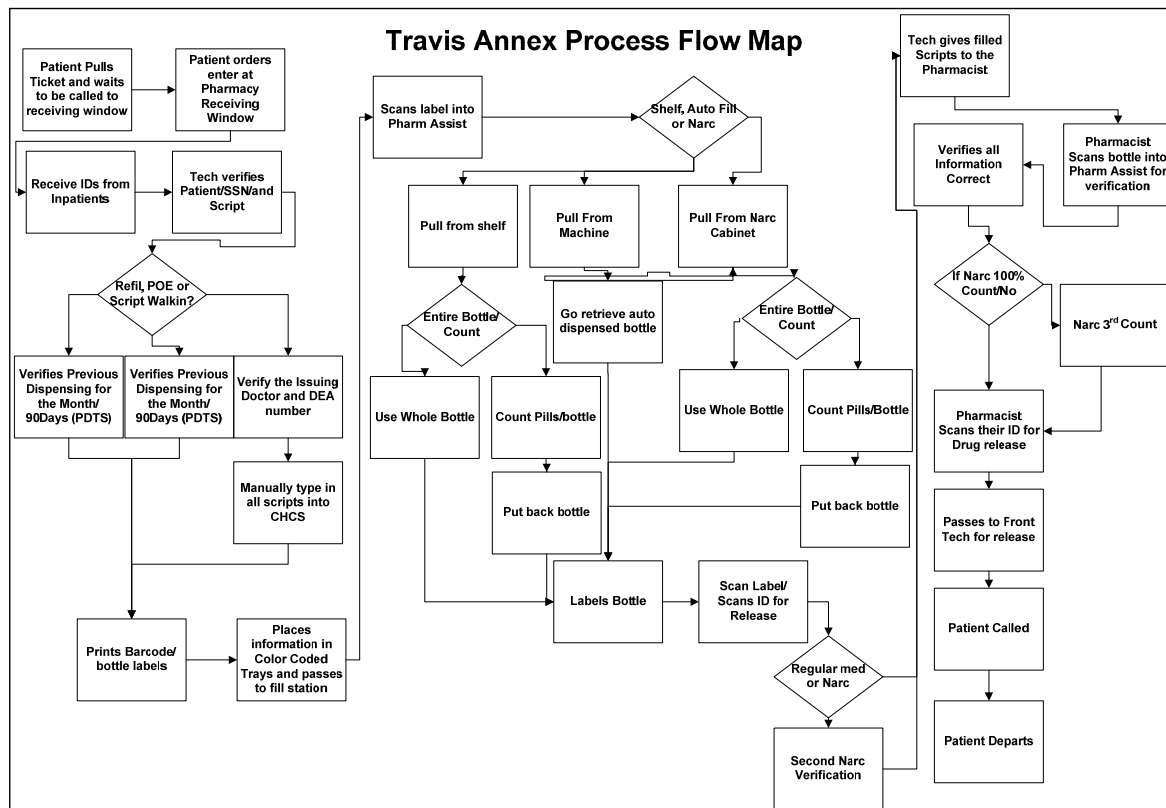 Travis Annex Process Flow Map
Patient Pulls
Ticket and waits
to be called to
receiving window
Patient orders
enter at
Pharmacy
Receiving
Window
Receive IDs from
Inpatients
Tech verifies
Patient/SSN/and
Script
Refil, POE or
Script Walkin?
Verifies Previous
Dispensing for
the Month/
90Days (PDTS)
Verifies Previous
Dispensing for
the Month/
90Days (PDTS)
Verify the Issuing
Doctor and DEA
number
Manually type in
all scripts into
CHCS
Prints Barcode/
bottle labels
Places
information in
Color Coded
Trays and passes
to fill station
Scans label into
Pharm Assist
Shelf, Auto Fill
or Narc
Pull from shelf
Pull From
Machine
Pull From Narc
Cabinet
Entire Bottle/
Count
Go retrieve auto
dispensed bottle
Entire Bottle/
Count
Use Whole Bottle
Count Pills/bottle
Use Whole Bottle
Count Pills/Bottle
Put back bottle
Put back bottle
Labels Bottle
Scan Label/
Scans ID for
Release
Regular med
or Narc
Second Narc
Verification
Tech gives filled
Scripts to the
Pharmacist
Pharmacist
Scans bottle into
Pharm Assist for
verification
Verifies all
Information
Correct
If Narc 100%
Count/No
Narc 3rd Count
Pharmacist
Scans their ID for
Drug release
Passes to Front
Tech for release
Patient Called
Patient Departs